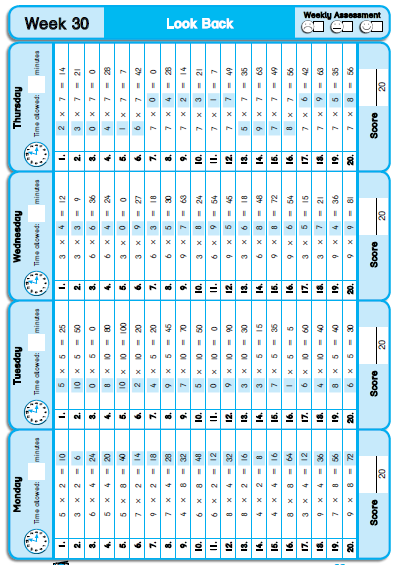 Week 30
Look Back
Weekly Assessment
Monday
Time allowed: minutes
1. 5 × 2 = 10
2. 3 × 2 = 6
3. 6 × 4 = 24
4. 5 × 4 = 20
5. 5 × 8 = 40
6. 7 × 2 = 14
7. 9 × 2 = 18
8. 7 × 4 = 28
9. 4 × 8 = 32
10. 6 × 8 = 48
11. 6 × 2 = 12
12. 8 × 4 = 32
13. 8 × 2 = 16
14. 4 × 2 = 8
15. 4 × 4 = 16
16. 8 × 8 = 64
17. 3 × 4 = 12
18. 9 × 4 = 36
19. 7 × 8 = 56
20. 9 × 8 = 72
Score 20
Tuesday
Time allowed: minutes
1. 5 × 5 = 25
2. 10 × 5 = 50
3. 0 × 5 = 0
4. 8 × 10 = 80
5. 10 × 10 = 100
6. 2 × 10 = 20
7. 4 × 5 = 20
8. 9 × 5 = 45
9. 7 × 10 = 70
10. 5 × 10 = 50
11. 0 × 10 = 0
12. 9 × 10 = 90
13. 3 × 10 = 30
14. 3 × 5 = 15
15. 7 × 5 = 35
16. 1 × 5 = 5
17. 6 × 10 = 60
18. 4 × 10 = 40
19. 8 × 5 = 40
20. 6 × 5 = 30
Score 20
Wednesday
Time allowed: minutes
1. 3 × 4 = 12
2. 3 × 3 = 9
3. 6 × 6 = 36
4. 6 × 4 = 24
5. 3 × 0 = 0
6. 3 × 9 = 27
7. 6 × 3 = 18
8. 6 × 5 = 30
9. 9 × 7 = 63
10. 3 × 8 = 24
11. 6 × 9 = 54
12. 9 × 5 = 45
13. 3 × 6 = 18
14. 6 × 8 = 48
15. 9 × 8 = 72
16. 9 × 6 = 54
17. 3 × 5 = 15
18. 3 × 7 = 21
19. 9 × 4 = 36
20. 9 × 9 = 81
Score 20
Thursday
Time allowed: minutes
1. 2 × 7 = 14
2. 3 × 7 = 21
3. 0 × 7 = 0
4. 4 × 7 = 28
5. 1 × 7 = 7
6. 6 × 7 = 42
7. 7 × 0 = 0
8. 7 × 4 = 28
9. 7 × 2 = 14
10. 7 × 3 = 21
11. 7 × 1 = 7
12. 7 × 7 = 49
13. 5 × 7 = 35
14. 9 × 7 = 63
15. 7 × 7 = 49
16. 8 × 7 = 56
17. 7 × 6 = 42
18. 7 × 9 = 63
19. 7 × 5 = 35
20. 7 × 8 = 56
Score 20